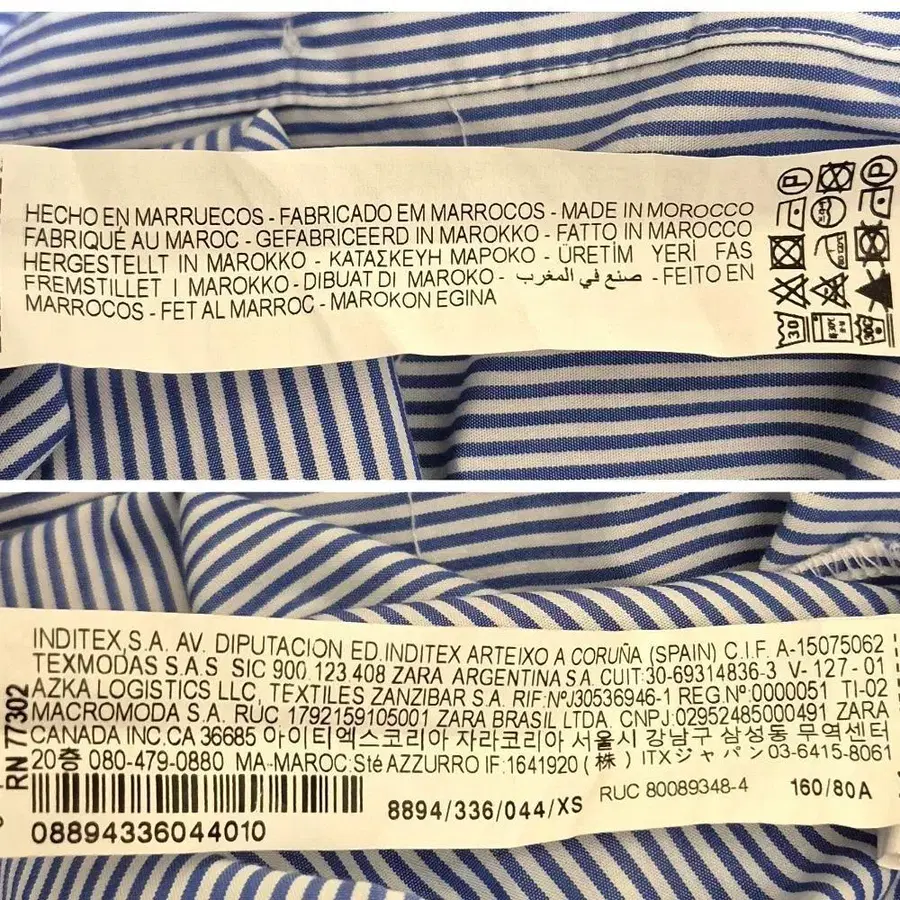 HECHO EN MARRUECOS - FABRICADO EM MARROCOS - MADE IN MOROCCO
FABRIQUÉ AU MAROC - GEFABRICEERD IN MAROKKO - FATTO IN MAROCCO
HERGESTELLT IN MAROKKO - ΚΑΤΑΣΚΕΥΗ ΜΑΡΟΚΟ - ÜRETİM YERİ FAS
FREMSTILLET I MAROKKO - DIBUAT DI MAROKO - صنع في المغرب - FEITO EN
MARROCOS - FET AL MARROC - MAROKON EGINA
INDITEX,S.A. AV. DIPUTACION ED.INDITEX ARTEIXO A CORUÑA (SPAIN) C.I.F. A-15075062
TEXMODAS S.A.S SIC 900.123.408 ZARA ARGENTINA S.A. CUIT:30-69314836-3 V-127-01
AZKA LOGISTICS LLC, TEXTILES ZANZIBAR S.A. RIF:NºJ30536946-1 REG.Nº0000051 TI-02
MACROMODA S.A. RUC 1792159105001 ZARA BRASIL LTDA. CNPJ:02952485000491 ZARA
CANADA INC.CA 36685 아이티엑스코리아 자라코리아 서울시 강남구 삼성동 무역센터
20층 080-479-0880 MA-MAROC:Sté AZZURRO IF:1641920 (株) ITXジャパン 03-6415-8061
RN 77302
8894/336/044/XS RUC 80089348-4 160/80A
08894336044010